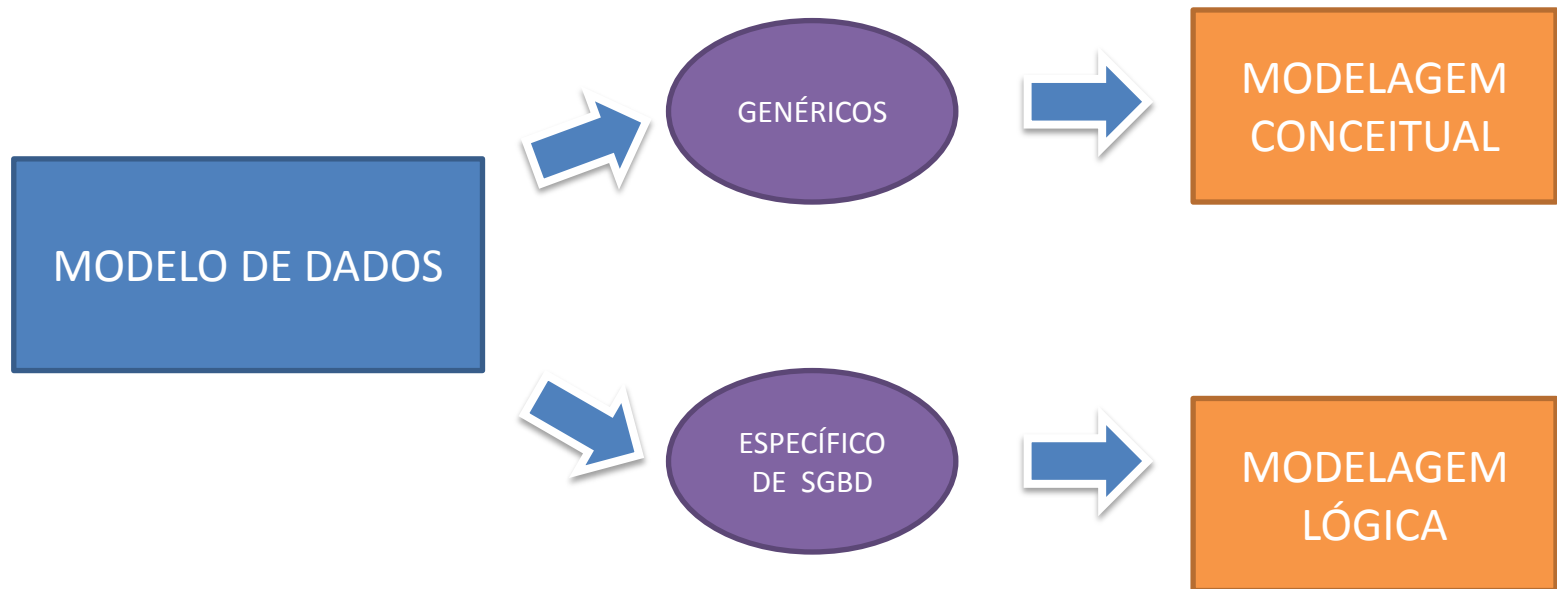 MODELO DE DADOS
GENÉRICOS
MODELAGEM
CONCEITUAL
ESPECÍFICO
DE SGBD
MODELAGEM
LÓGICA